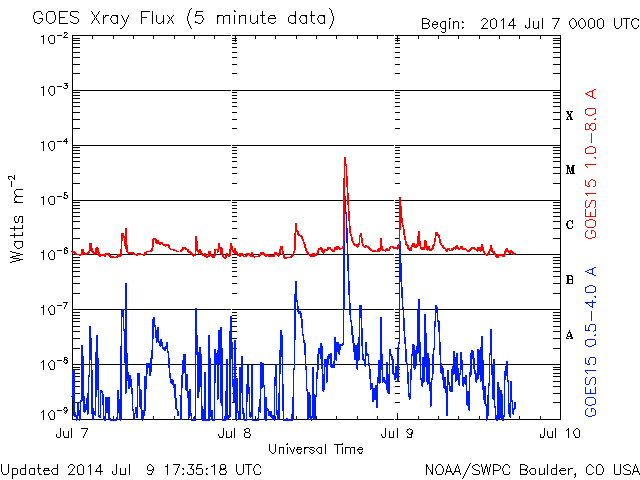 GOES Xray Flux (5 minute data)
Begin: 2014 Jul 7 0000 UTC
10-2
10-3
10-4
10-5
10-6
10-7
10-8
10-9
Watts m-2
X
M
C
B
A
GOES15 1.0-8.0 A
GOES15 0.5-4.0 A
Jul 7
Jul 8
Jul 9
Jul 10
Universal Time
Updated 2014 Jul 9 17:35:18 UTC
NOAA/SWPC Boulder, CO USA